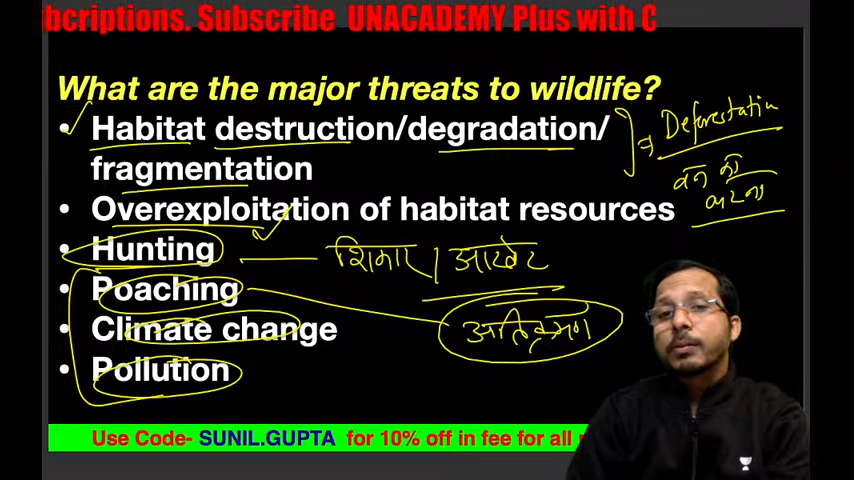 bcriptions. Subscribe UNACADEMY Plus with C
What are the major threats to wildlife?
• Habitat destruction/degradation/
fragmentation
Deforestation
वन को
काटना
• Overexploitation of habitat resources
• Hunting
शिकार / आखेट
• Poaching
• Climate change
अतिक्रमण
• Pollution
Use Code- SUNIL.GUPTA for 10% off in fee for all